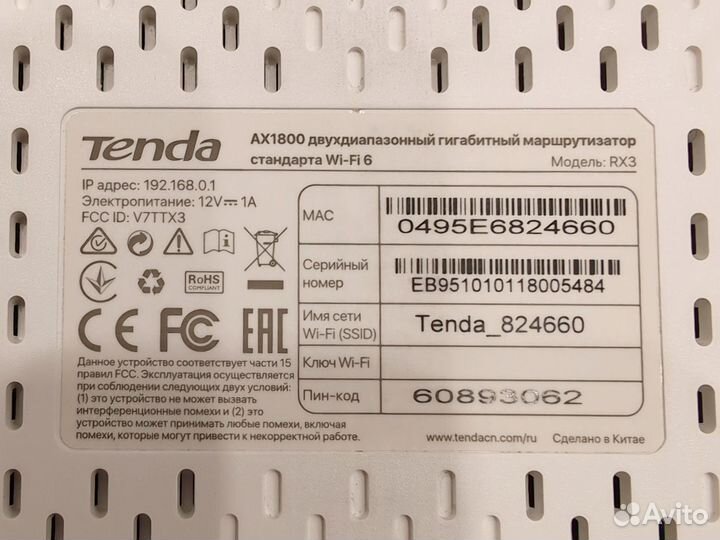 Tenda
AX1800 двухдиапазонный гигабитный маршрутизатор
стандарта Wi-Fi 6
Модель: RX3
IP адрес: 192.168.0.1
Электропитание: 12V⎓1A
FCC ID: V7TTX3
RoHS
COMPLIANT
CE FC EAC
Данное устройство соответствует части 15
правил FCC. Эксплуатация осуществляется
при соблюдении следующих двух условий:
(1) это устройство не может вызвать
интерференционные помехи и (2) это
устройство может принимать любые помехи, включая
помехи, которые могут привести к некорректной работе.
MAC
0495E6824660
Серийный
номер
EB951010118005484
Имя сети
Wi-Fi (SSID)
Tenda_824660
Ключ Wi-Fi
Пин-код
60893062
www.tendacn.com/ru
Сделано в Китае
Avito